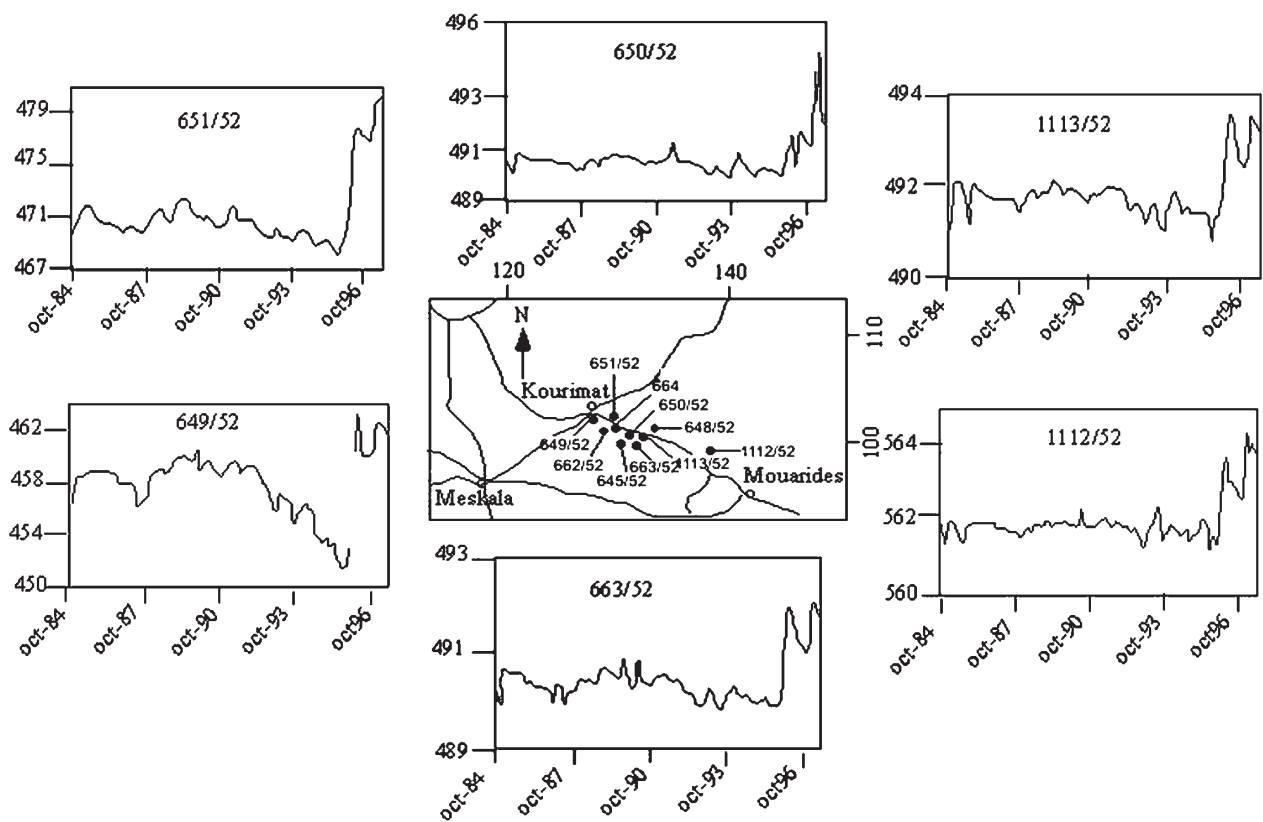 496
650/52
493
491
489
oct-84
oct-87
oct-90
oct-93
oct96
479
651/52
475
471
467
oct-84
oct-87
oct-90
oct-93
oct96
494
1113/52
492
490
oct-84
oct-87
oct-90
oct-93
oct96
120
140
N
110
651/52
Kourimat
664
650/52
649/52
648/52
100
662/52
663/52
1113/52
1112/52
645/52
Mouarides
Meskala
462
649/52
458
454
450
oct-84
oct-87
oct-90
oct-93
oct96
564
1112/52
562
560
oct-84
oct-87
oct-90
oct-93
oct96
493
663/52
491
489
oct-84
oct-87
oct-90
oct-93
oct96